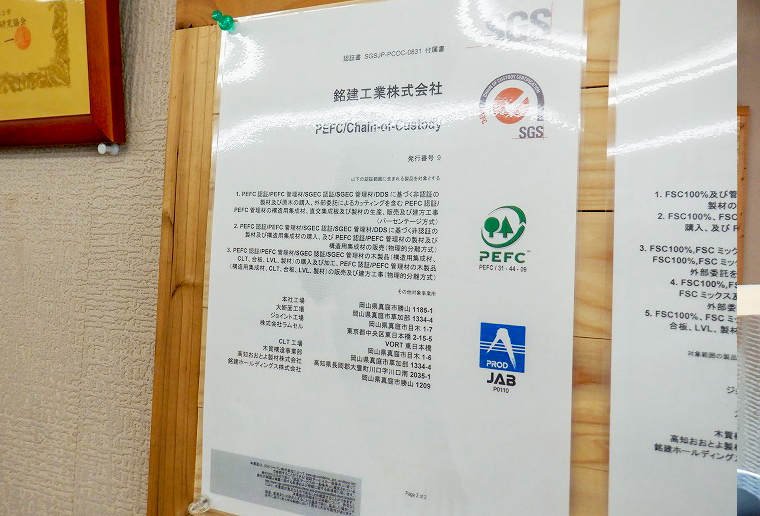 研究協会
SGS
認証書 SGSJP-PCCC-0831 付属書
銘建工業株式会社
PEFC/Chain-of-Custody
発行番号 9
以下の認証範囲に含まれる製品を対象とする
1. PEFC 認証/PEFC 管理材/SGEC 認証/SGEC 管理材/DDS に基づく非認証の
製材及び原木の購入、外部委託によるカッティングを含む PEFC 認証/
PEFC 管理材の構造用集成材、直交集成板及び製材の生産、販売及び建方工事
(パーセンテージ方式)
2. PEFC 認証/PEFC 管理材/SGEC 認証/SGEC 管理材/DDS に基づく非認証の
製材及び構造用集成材の購入、及び PEFC 認証/PEFC 管理材の製材及び
構造用集成材の販売(物理的分離方式)
3. PEFC 認証/PEFC 管理材/SGEC 認証/SGEC 管理材の木製品(構造用集成材、
CLT、合板、LVL、製材)の購入及び加工、PEFC 認証/PEFC 管理材の木製品
(構造用集成材、CLT、合板、LVL、製材)の販売及び建方工事(物理的分離方式)
その他対象事業所
本社工場 岡山県真庭市勝山 1185-1
大断面工場 岡山県真庭市草加部 1334-4
ジョイント工場 岡山県真庭市目木 1-7
株式会社ラムセル 東京都中央区東日本橋 2-15-5
VORT 東日本橋
CLT 工場 岡山県真庭市目木 1-6
木質構造事業部 岡山県真庭市草加部 1334-4
高知おおとよ製材株式会社 高知県長岡郡大豊町川口字川口南 2035-1
銘建ホールディングス株式会社 岡山県真庭市勝山 1209
Page 2 of 2
CHAIN OF CUSTODY CERTIFICATION
SGS
PEFC
PEFC / 31 - 44 - 09
PROD
JAB
P0110
1. FSC100%及び管
製材の
2. FSC100%、FSC
購入、及び
3. FSC100%,FSC ミック
外部委託を
4. FSC100%,FS
FSC ミックス及
外部委
5. FSC100%,FSC
合板、LVL、製材
対象範囲の製品
ジョ
木質構
高知おおとよ製
銘建ホールディングス